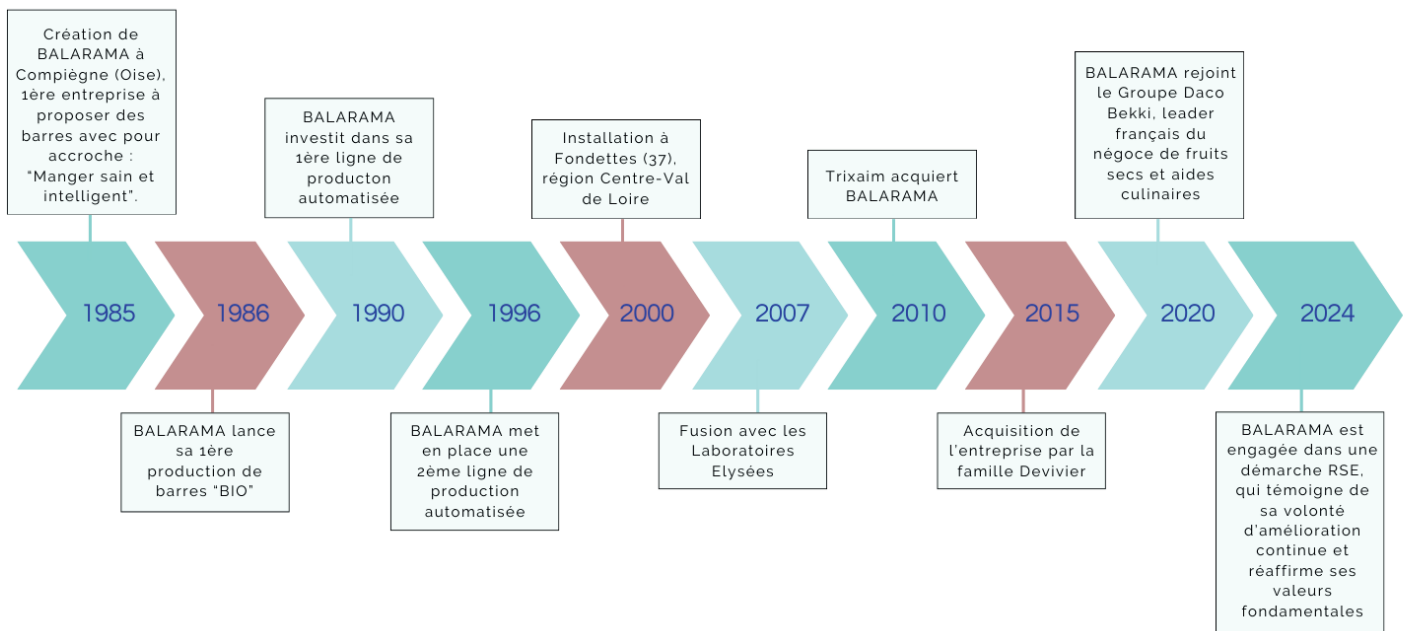 Création de
BALARAMA à
Compiègne (Oise),
1ère entreprise à
proposer des
barres avec pour
accroche :
"Manger sain et
intelligent".
1985
1986
BALARAMA lance
sa 1ère
production de
barres "BIO"
BALARAMA
investit dans sa
1ère ligne de
producton
automatisée
1990
1996
BALARAMA met
en place une
2ème ligne de
production
automatisée
Installation à
Fondettes (37),
région Centre-Val
de Loire
2000
2007
Fusion avec les
Laboratoires
Elysées
Trixaim acquiert
BALARAMA
2010
2015
Acquisition de
l'entreprise par la
famille Devivier
BALARAMA rejoint
le Groupe Daco
Bekki, leader
français du
négoce de fruits
secs et aides
culinaires
2020
2024
BALARAMA est
engagée dans une
démarche RSE,
qui témoigne de
sa volonté
d'amélioration
continue et
réaffirme ses
valeurs
fondamentales